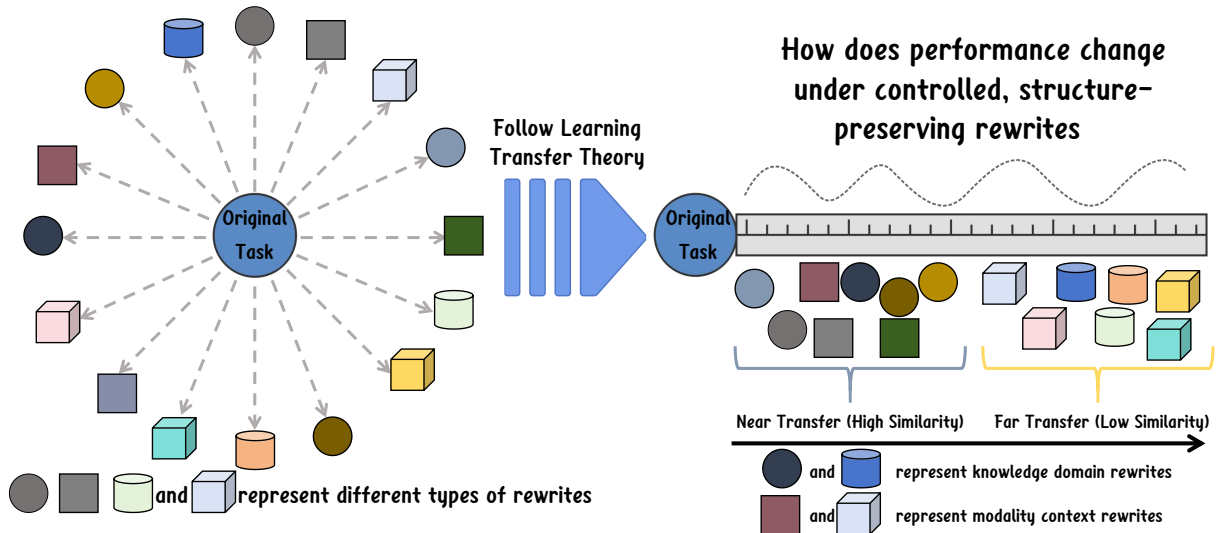 Original
Task
and represent different types of rewrites
Follow Learning
Transfer Theory
How does performance change
under controlled, structure-
preserving rewrites
Original
Task
Near Transfer (High Similarity)
Far Transfer (Low Similarity)
and represent knowledge domain rewrites
and represent modality context rewrites